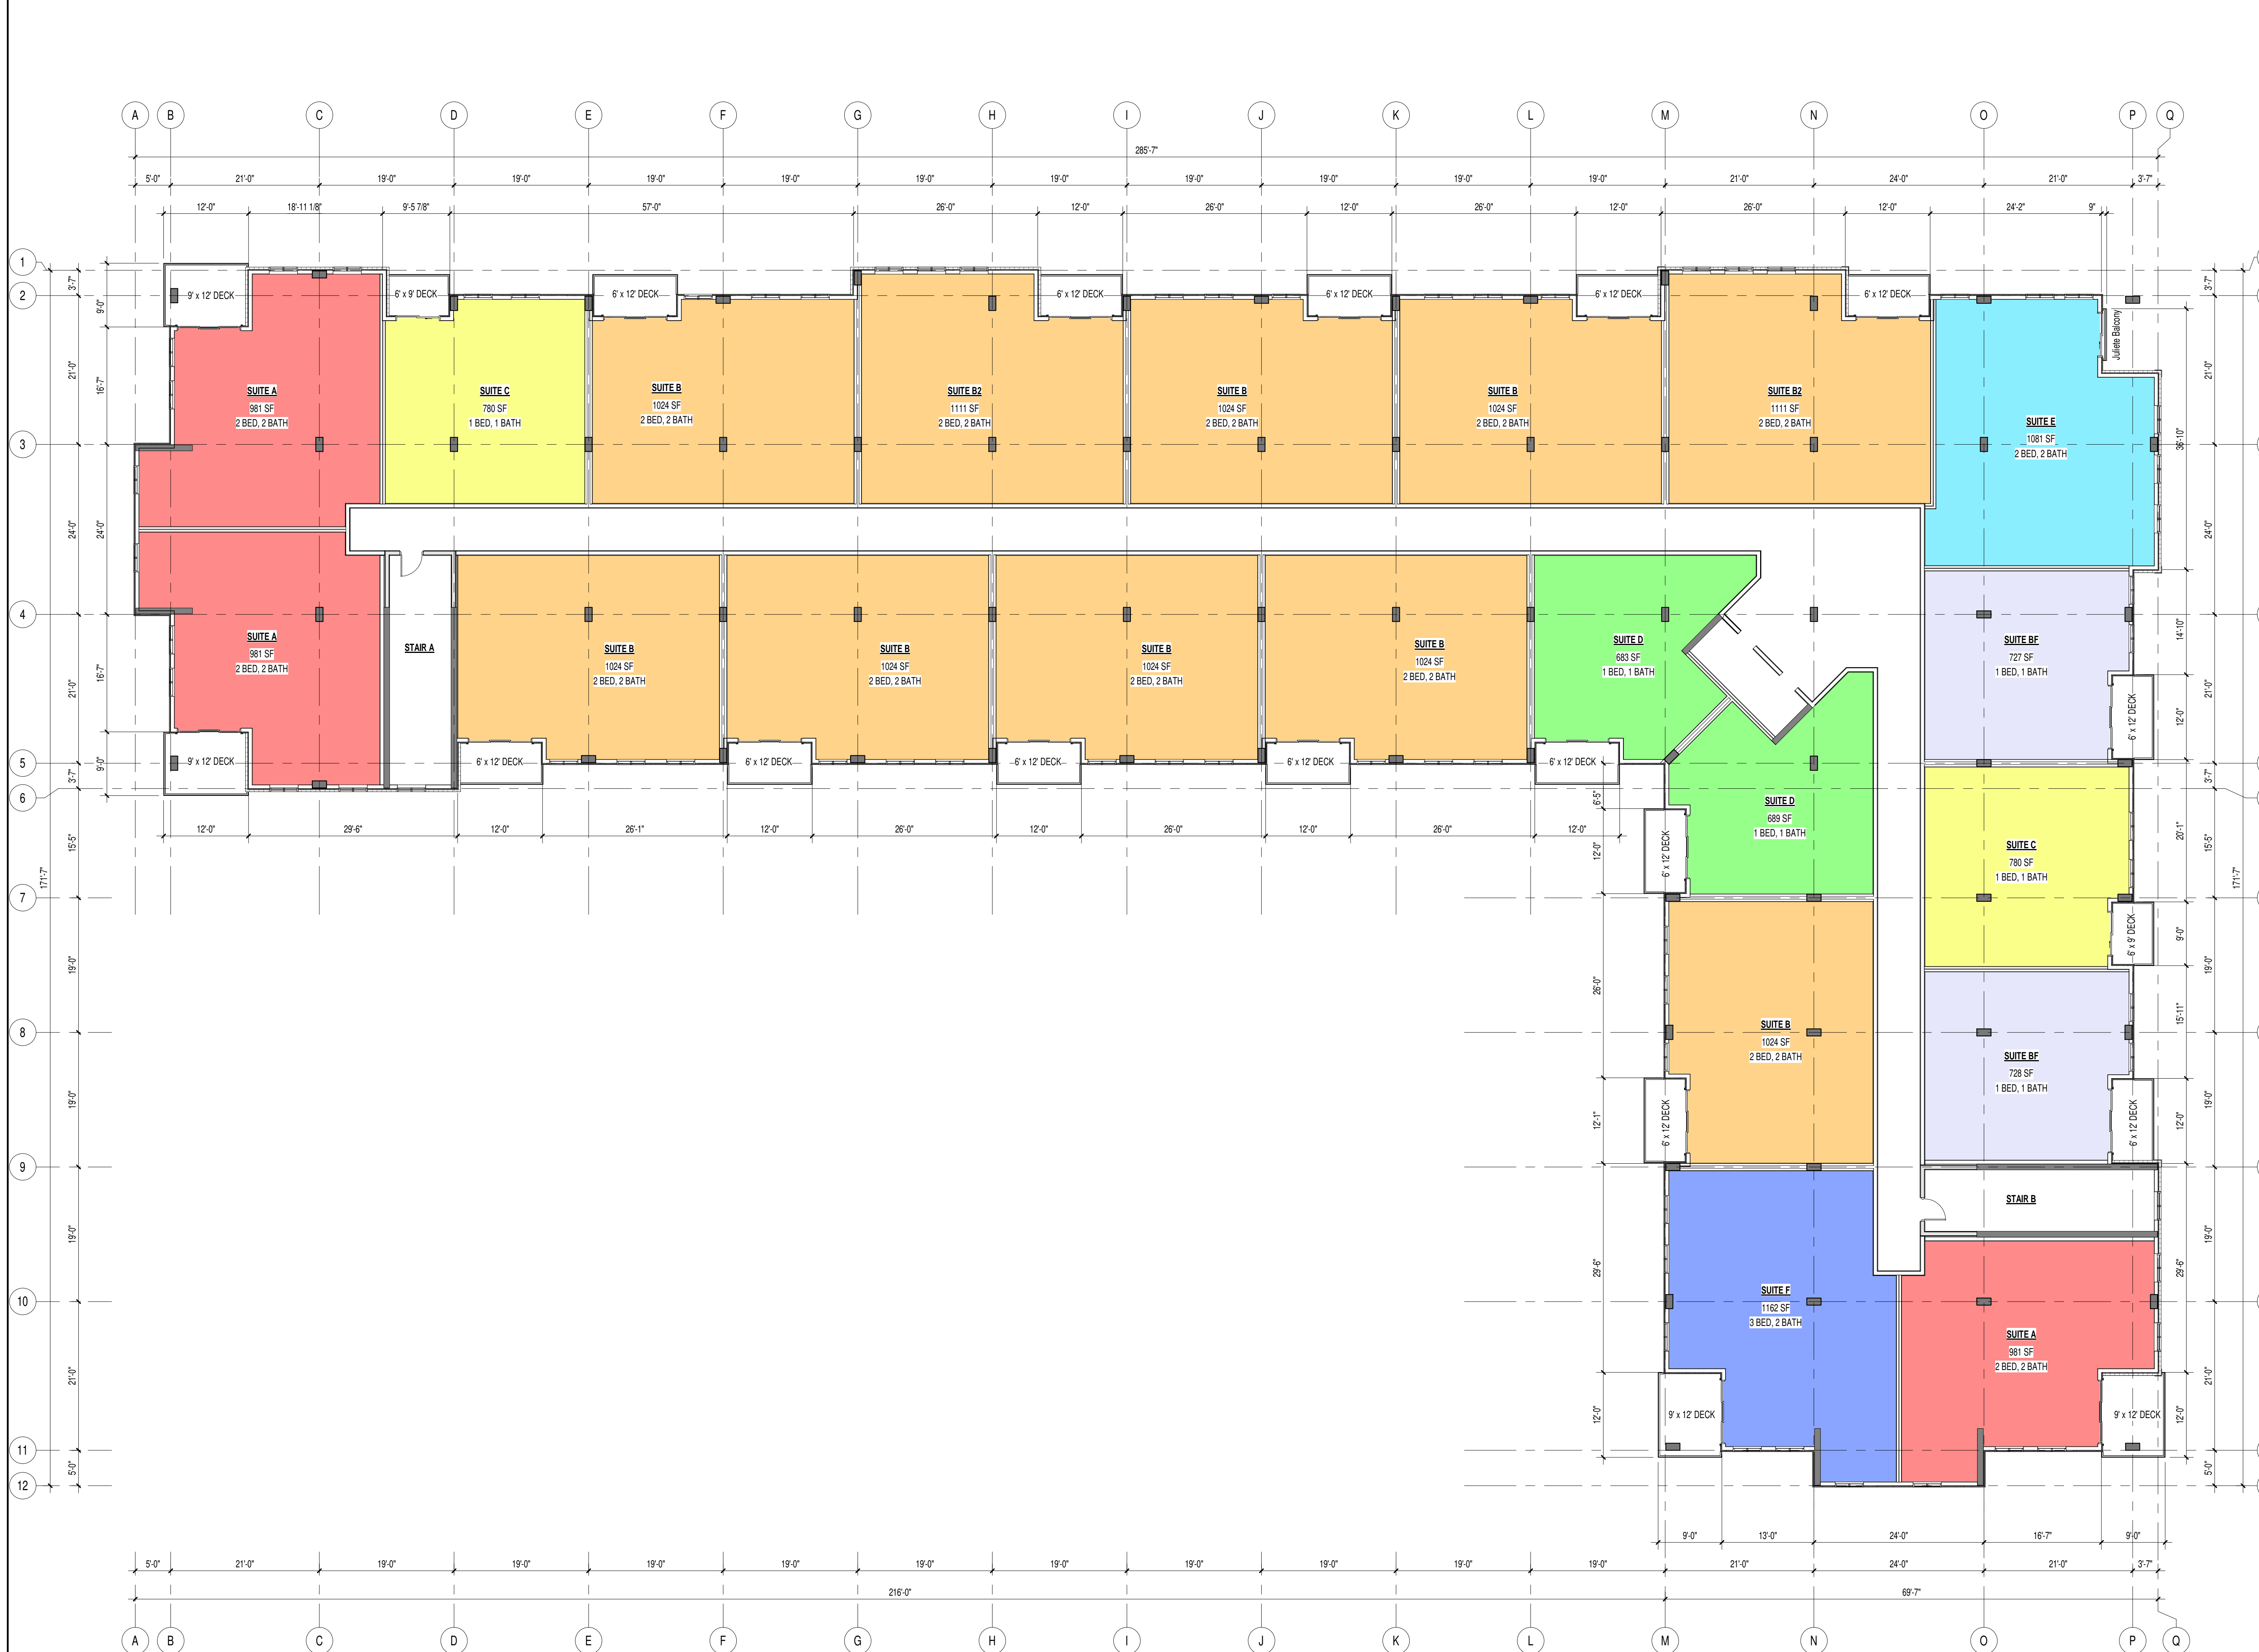 A B C D E F G H I J K L M N O P Q
285'-7"
5'-0" 21'-0" 19'-0" 19'-0" 19'-0" 19'-0" 19'-0" 19'-0" 19'-0" 19'-0" 19'-0" 19'-0" 21'-0" 24'-0" 21'-0" 3'-7"
12'-0" 18'-11 1/8" 9'-5 7/8" 57'-0" 26'-0" 12'-0" 26'-0" 12'-0" 26'-0" 12'-0" 26'-0" 12'-0" 24'-2" 9"
1
2
3
4
5
6
7
8
9
10
11
12
3'-7"
21'-0"
24'-0"
21'-0"
3'-7"
15'-5"
19'-0"
19'-0"
19'-0"
21'-0"
5'-0"
171'-7"
9'-0"
16'-7"
24'-0"
16'-7"
9'-0"
9' x 12' DECK
6' x 9' DECK
6' x 12' DECK
6' x 12' DECK
6' x 12' DECK
6' x 12' DECK
6' x 12' DECK
Juliete Balcony
SUITE A
981 SF
2 BED, 2 BATH
SUITE C
780 SF
1 BED, 1 BATH
SUITE B
1024 SF
2 BED, 2 BATH
SUITE B2
1111 SF
2 BED, 2 BATH
SUITE B
1024 SF
2 BED, 2 BATH
SUITE B
1024 SF
2 BED, 2 BATH
SUITE B2
1111 SF
2 BED, 2 BATH
SUITE E
1081 SF
2 BED, 2 BATH
SUITE A
981 SF
2 BED, 2 BATH
STAIR A
SUITE B
1024 SF
2 BED, 2 BATH
SUITE B
1024 SF
2 BED, 2 BATH
SUITE B
1024 SF
2 BED, 2 BATH
SUITE B
1024 SF
2 BED, 2 BATH
SUITE D
683 SF
1 BED, 1 BATH
SUITE BF
727 SF
1 BED, 1 BATH
6' x 12' DECK
9' x 12' DECK
6' x 12' DECK
6' x 12' DECK
6' x 12' DECK
6' x 12' DECK
6' x 12' DECK
12'-0" 29'-6" 12'-0" 26'-1" 12'-0" 26'-0" 12'-0" 26'-0" 12'-0" 26'-0" 12'-0"
SUITE D
689 SF
1 BED, 1 BATH
6' x 12' DECK
SUITE C
780 SF
1 BED, 1 BATH
6' x 9' DECK
SUITE B
1024 SF
2 BED, 2 BATH
6' x 12' DECK
SUITE BF
728 SF
1 BED, 1 BATH
6' x 12' DECK
STAIR B
SUITE F
1162 SF
3 BED, 2 BATH
SUITE A
981 SF
2 BED, 2 BATH
9' x 12' DECK
9' x 12' DECK
6'-5"
12'-0"
26'-0"
12'-1"
29'-6"
12'-0"
36'-10"
14'-10"
12'-0"
20'-1"
9'-0"
15'-11"
12'-0"
29'-6"
12'-0"
3'-7"
21'-0"
24'-0"
21'-0"
3'-7"
15'-5"
19'-0"
19'-0"
19'-0"
21'-0"
5'-0"
171'-7"
9'-0" 13'-0" 24'-0" 16'-7" 9'-0"
5'-0" 21'-0" 19'-0" 19'-0" 19'-0" 19'-0" 19'-0" 19'-0" 19'-0" 19'-0" 19'-0" 19'-0" 21'-0" 24'-0" 21'-0" 3'-7"
216'-0" 69'-7"
A B C D E F G H I J K L M N O P Q